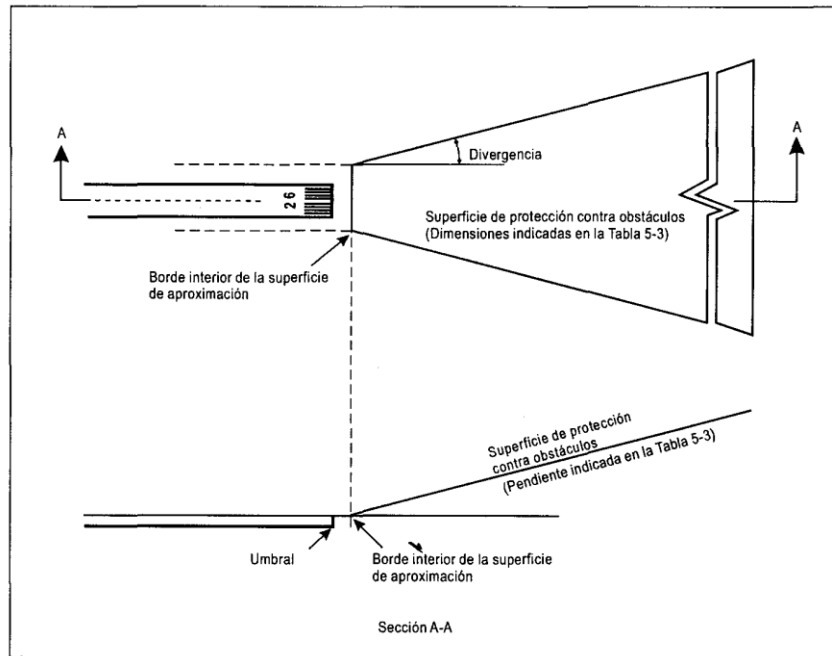 A
A
Divergencia
26
Superficie de protección contra obstáculos
(Dimensiones indicadas en la Tabla 5-3)
Borde interior de la superficie
de aproximación
Superficie de protección
contra obstáculos
(Pendiente indicada en la Tabla 5-3)
Umbral
Borde interior de la superficie
de aproximación
Sección A-A